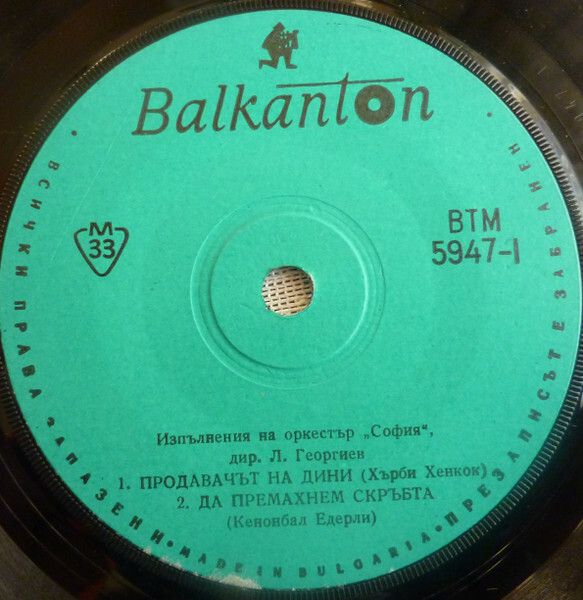 Balkanton
M
33
ВТМ
5947-I
Изпълнения на оркестър „София“,
дир. Л. Георгиев
1. ПРОДАВАЧЪТ НА ДИНИ (Хърби Хенкок)
2. ДА ПРЕМАХНЕМ СКРЪБТА
(Кенонбал Едерли)
ВСИЧКИ ПРАВА ЗАПАЗЕНИ • MADE IN BULGARIA • ПРЕЗАПИСЪТ Е ЗАБРАНЕН